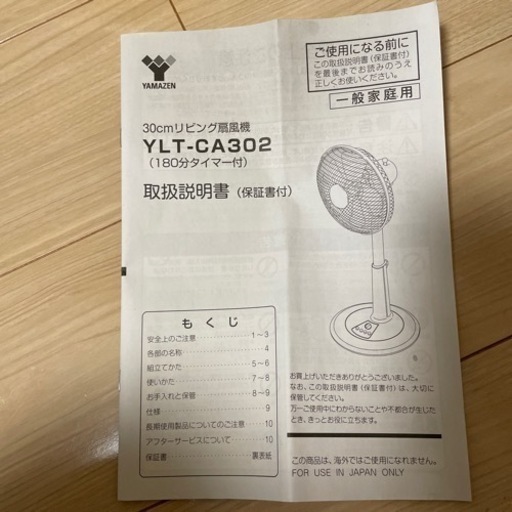 YAMAZEN
ご使用になる前に
この取扱説明書(保証書付)
を最後までお読みのうえ
正しくお使いください。
一般家庭用
30cmリビング扇風機
YLT-CA302
(180分タイマー付)
取扱説明書(保証書付)
もくじ
安全上のご注意 1~3
各部の名称 4
組立てかた 5~6
使いかた 7~8
お手入れと保管 8~9
仕様 9
長期使用製品についてのご注意 10
アフターサービスについて 10
保証書 裏表紙
お買上げいただきありがとうございました。
なお、この取扱説明書(保証書付)は、大切に
保管してください。
万一ご使用中にわからないことや不都合が生じた
とき、きっとお役に立ちます。
この商品は、海外ではご使用になれません。
FOR USE IN JAPAN ONLY